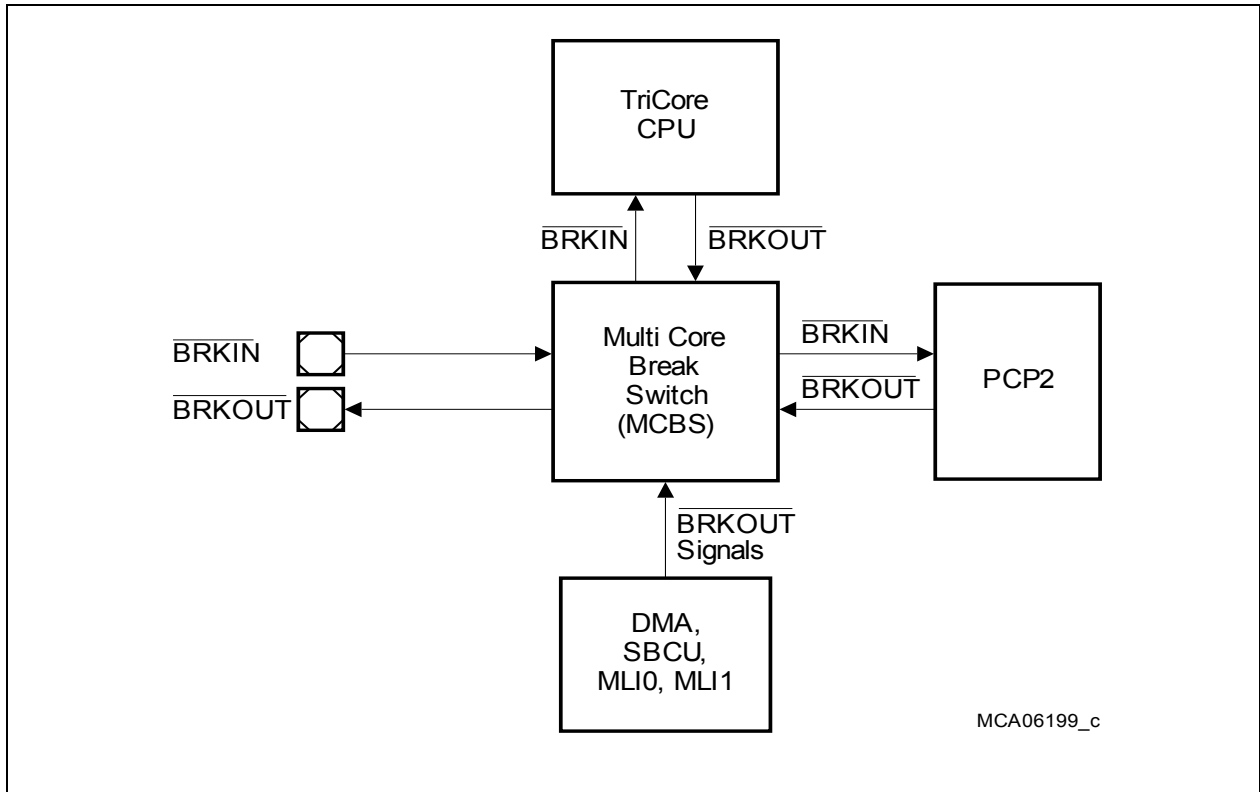 TriCore
CPU
BRKIN
BRKOUT
BRKIN
BRKOUT
Multi Core
Break
Switch
(MCBS)
BRKIN
BRKOUT
PCP2
BRKOUT
Signals
DMA,
SBCU,
MLI0, MLI1
MCA06199_c